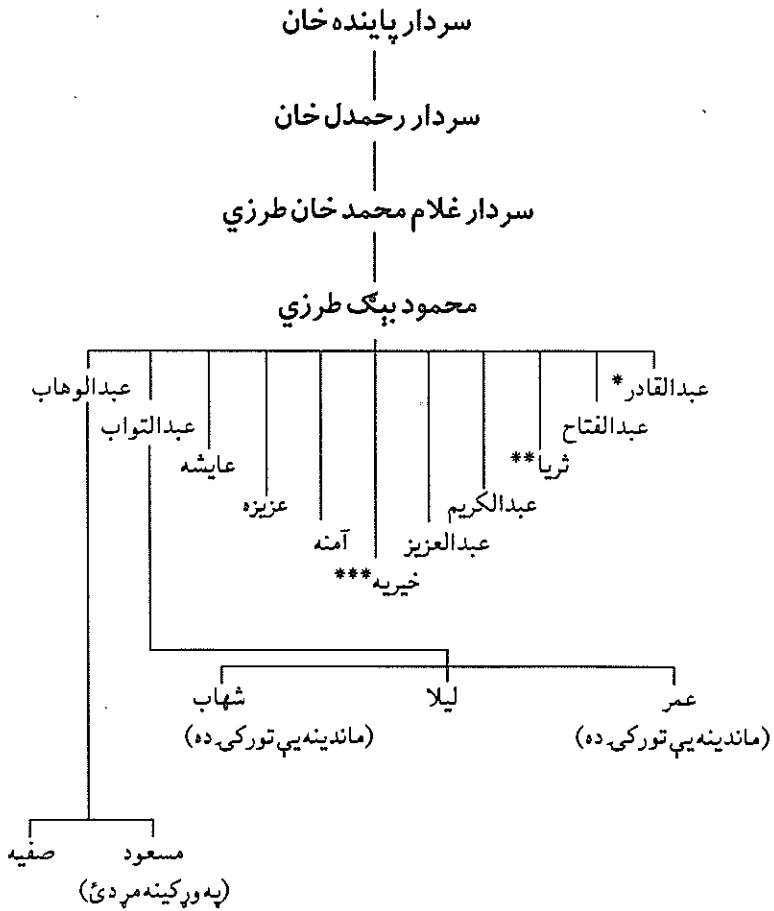 سردار پاینده خان
سردار رحمدل خان
سردار غلام محمد خان طرزي
محمود بېګ طرزي
عبدالقادر*
عبدالوهاب
عبدالفتاح
عبدالتواب
ثریا**
عایشه
عبدالکریم
عزیزه
عبدالعزیز
آمنه
خیریه***
عمر
لیلا
شهاب
(ماندینه یې تورکۍ ده)
(ماندینه یې تورکۍ ده)
مسعود
صفیه
(په وړکینه مړ دئ)